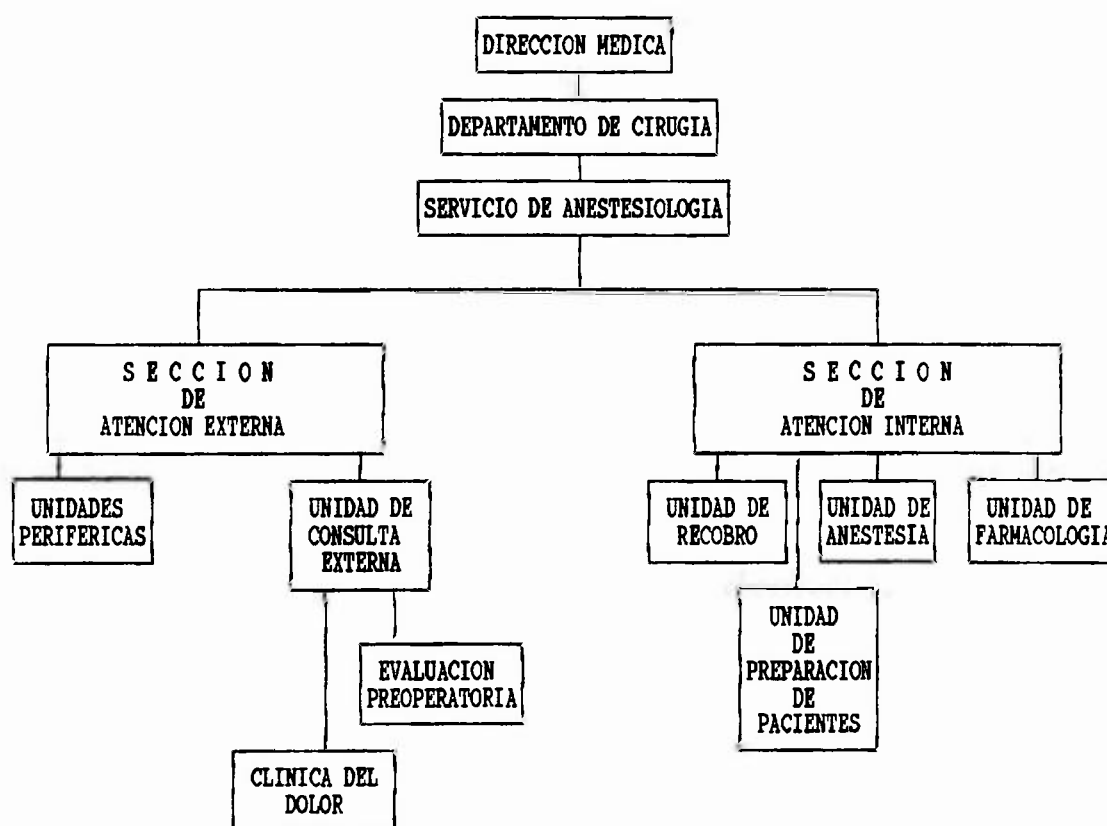 DIRECCION MEDICA
DEPARTAMENTO DE CIRUGIA
SERVICIO DE ANESTESIOLOGIA
S E C C I O N
DE
ATENCION EXTERNA
S E C C I O N
DE
ATENCION INTERNA
UNIDADES
PERIFERICAS
UNIDAD DE
CONSULTA
EXTERNA
UNIDAD DE
RECOBRO
UNIDAD DE
ANESTESIA
UNIDAD DE
FARMACOLOGIA
EVALUACION
PREOPERATORIA
UNIDAD
DE
PREPARACION
DE
PACIENTES
CLINICA DEL
DOLOR